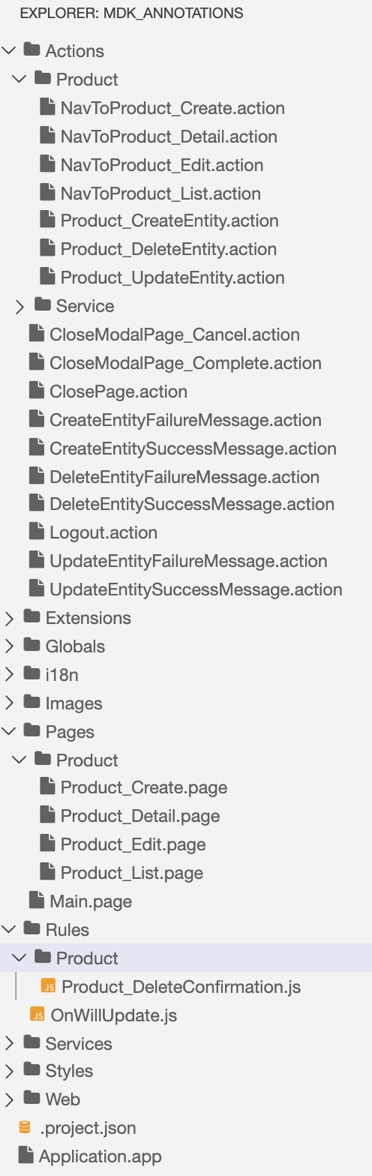 EXPLORER: MDK_ANNOTATIONS
Actions
Product
NavToProduct_Create.action
NavToProduct_Detail.action
NavToProduct_Edit.action
NavToProduct_List.action
Product_CreateEntity.action
Product_DeleteEntity.action
Product_UpdateEntity.action
Service
CloseModalPage_Cancel.action
CloseModalPage_Complete.action
ClosePage.action
CreateEntityFailureMessage.action
CreateEntitySuccessMessage.action
DeleteEntityFailureMessage.action
DeleteEntitySuccessMessage.action
Logout.action
UpdateEntityFailureMessage.action
UpdateEntitySuccessMessage.action
Extensions
Globals
i18n
Images
Pages
Product
Product_Create.page
Product_Detail.page
Product_Edit.page
Product_List.page
Main.page
Rules
Product
JS Product_DeleteConfirmation.js
JS OnWillUpdate.js
Services
Styles
Web
.project.json
Application.app